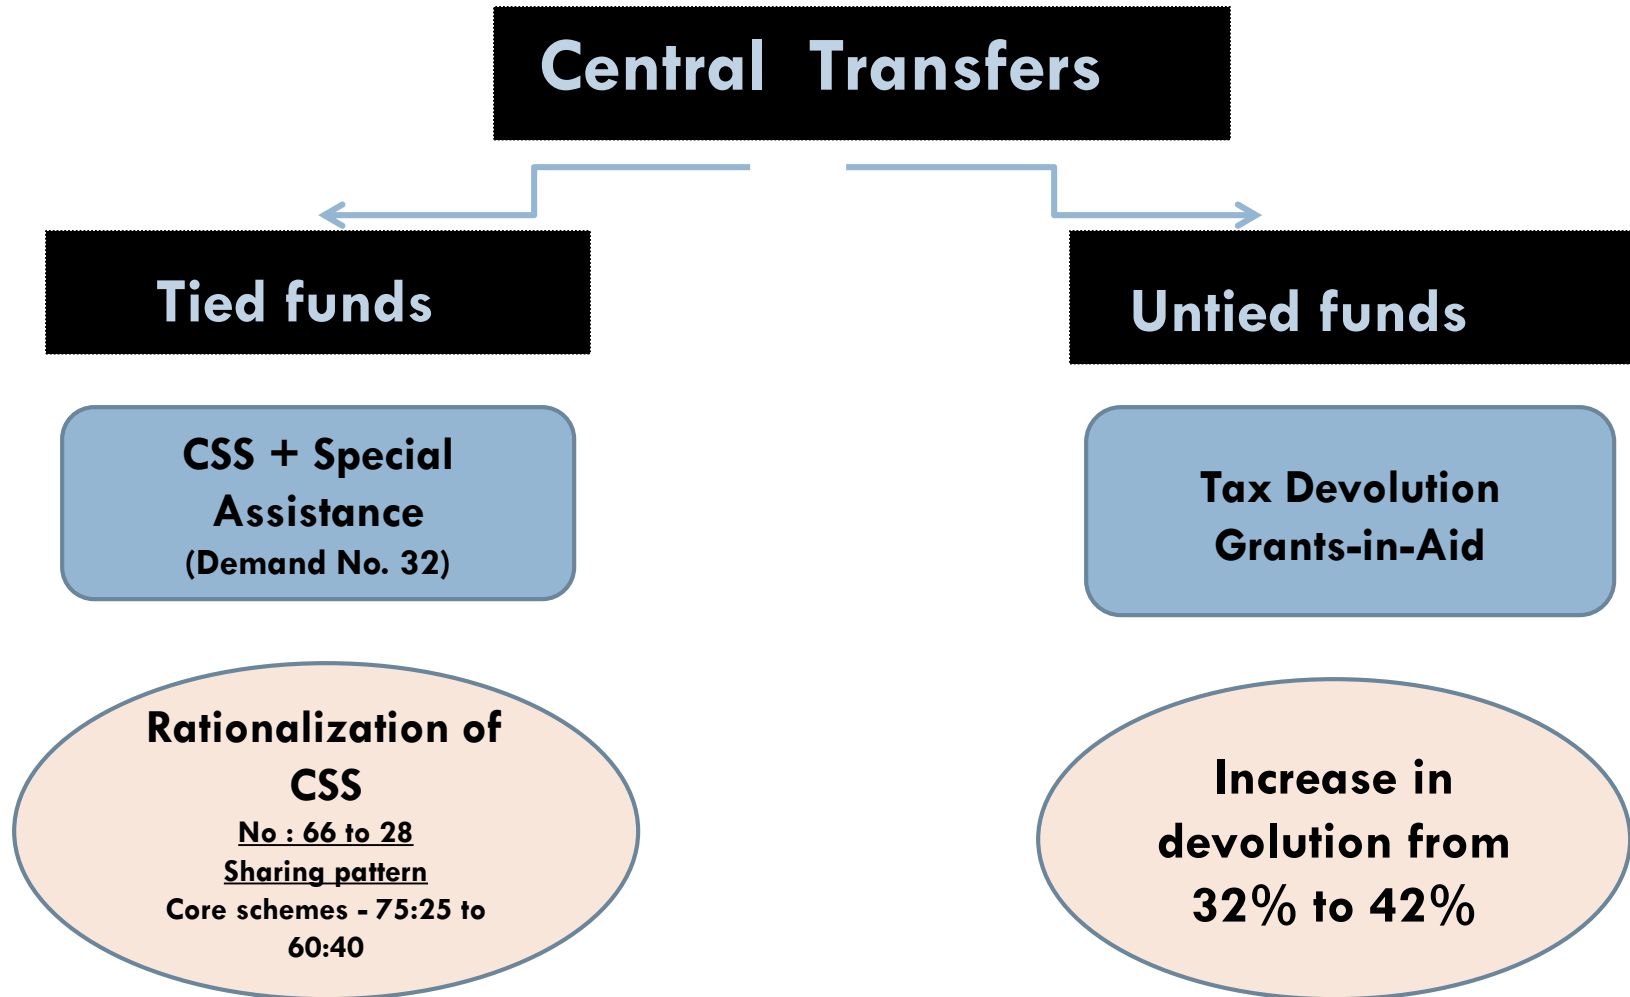 Central Transfers
Tied funds
Untied funds
CSS + Special
Assistance
(Demand No. 32)
Tax Devolution
Grants-in-Aid
Rationalization of
CSS
No : 66 to 28
Sharing pattern
Core schemes - 75:25 to
60:40
Increase in
devolution from
32% to 42%